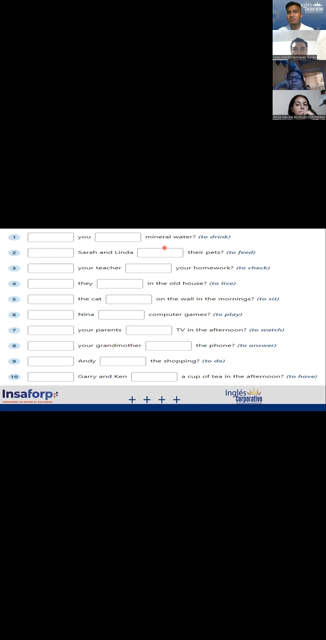 Inglés
Corporativo
1 you mineral water? (to drink)
2 Sarah and Linda their pets? (to feed)
3 your teacher your homework? (to check)
4 they in the old house? (to live)
5 the cat on the wall in the mornings? (to sit)
6 Nina computer games? (to play)
7 your parents TV in the afternoon? (to watch)
8 your grandmother the phone? (to answer)
9 Andy the shopping? (to do)
10 Garry and Ken a cup of tea in the afternoon? (to have)
Insaforp
Inglés
Corporativo